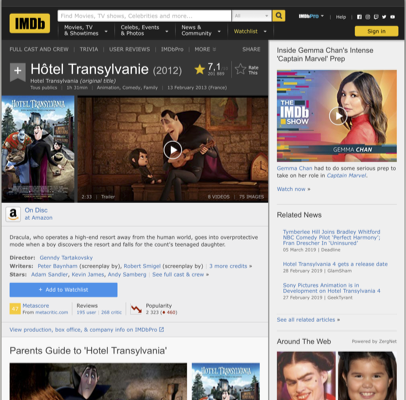 IMDb
Find Movies, TV shows, Celebrities and more...
All
IMDbPro
Help
Movies, TV & Showtimes
Celebs, Events & Photos
News & Community
Watchlist
Sign in
FULL CAST AND CREW | TRIVIA | USER REVIEWS | IMDbPro | MORE
SHARE
Hôtel Transylvanie (2012)
Hotel Transylvania (original title)
Tous publics | 1h 31min | Animation, Comedy, Family | 13 February 2013 (France)
7,1
Rate This
HOTEL TRANSYLVANIA
2:33 | Trailer
8 VIDEOS | 75 IMAGES
On Disc
at Amazon
Dracula, who operates a high-end resort away from the human world, goes into overprotective
mode when a boy discovers the resort and falls for the count's teenaged daughter.
Director: Genndy Tartakovsky
Writers: Peter Baynham (screenplay by), Robert Smigel (screenplay by) | 3 more credits »
Stars: Adam Sandler, Kevin James, Andy Samberg | See full cast & crew »
+ Add to Watchlist
47
Metascore
From metacritic.com
Reviews
195 user | 268 critic
Popularity
2 323
View production, box office, & company info on IMDbPro
Parents Guide to 'Hotel Transylvania'
Inside Gemma Chan's Intense
'Captain Marvel' Prep
THE
IMDb
SHOW
GEMMA CHAN
Gemma Chan had to do some serious prep
to take on her role in Captain Marvel.
Watch now »
Related News
Tymberlee Hill Joins Bradley Whitford
NBC Comedy Pilot 'Perfect Harmony';
Fran Drescher In 'Uninsured'
05 March 2019 | Deadline
Hotel Transylvania 4 gets a release date
28 February 2019 | GlamSham
Sony Pictures Animation is in
Development on Hotel Transylvania 4
27 February 2019 | GeekTyrant
See all related articles »
Around The Web
Powered by ZergNet